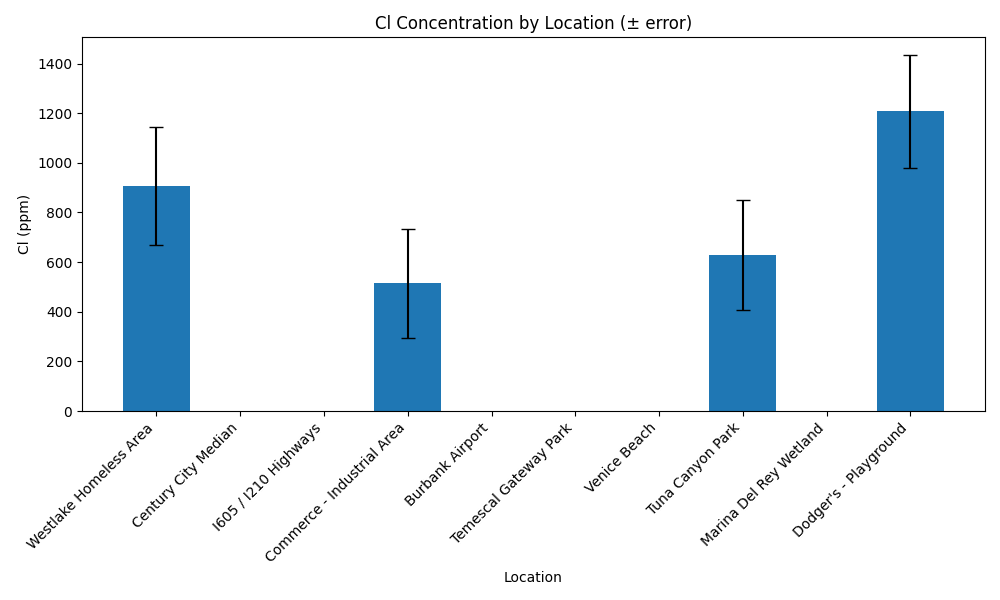 Cl Concentration by Location (± error)
Cl (ppm)
1400
1200
1000
800
600
400
200
0
Westlake Homeless Area
Century City Median
I605 / I210 Highways
Commerce - Industrial Area
Burbank Airport
Temescal Gateway Park
Venice Beach
Tuna Canyon Park
Marina Del Rey Wetland
Dodger's - Playground
Location